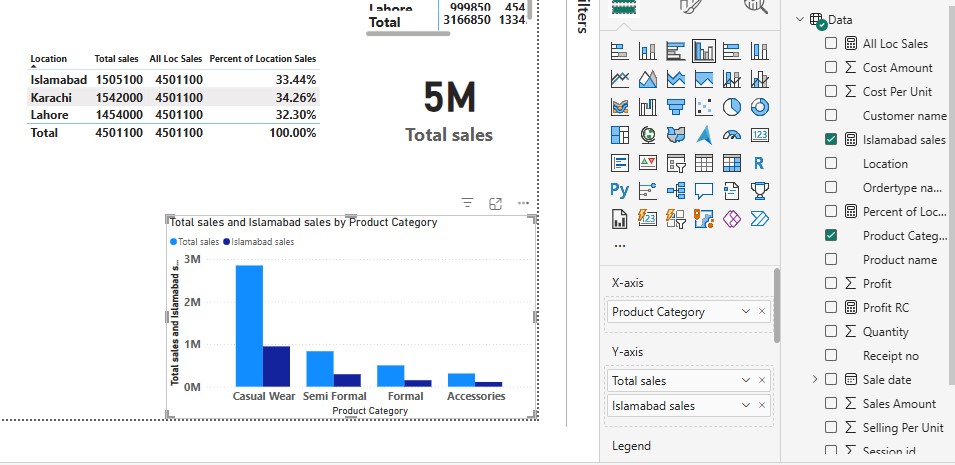 Lahore 999850 454
Total 3166850 1334.
Location Total sales All Loc Sales Percent of Location Sales
Islamabad 1505100 4501100 33.44%
Karachi 1542000 4501100 34.26%
Lahore 1454000 4501100 32.30%
Total 4501100 4501100 100.00%
5M
Total sales
Total sales and Islamabad sales by Product Category
Total sales Islamabad sales
Total sales and Islamabad s...
3M
2M
1M
0M
Casual Wear Semi Formal Formal Accessories
Product Category
Filters
123
R
Py
123
...
X-axis
Product Category
Y-axis
Total sales
Islamabad sales
Legend
Data
All Loc Sales
Cost Amount
Cost Per Unit
Customer name
Islamabad sales
Location
Ordertype na...
Percent of Loc...
Product Categ...
Product name
Profit
Profit RC
Quantity
Receipt no
Sale date
Sales Amount
Selling Per Unit
Session id